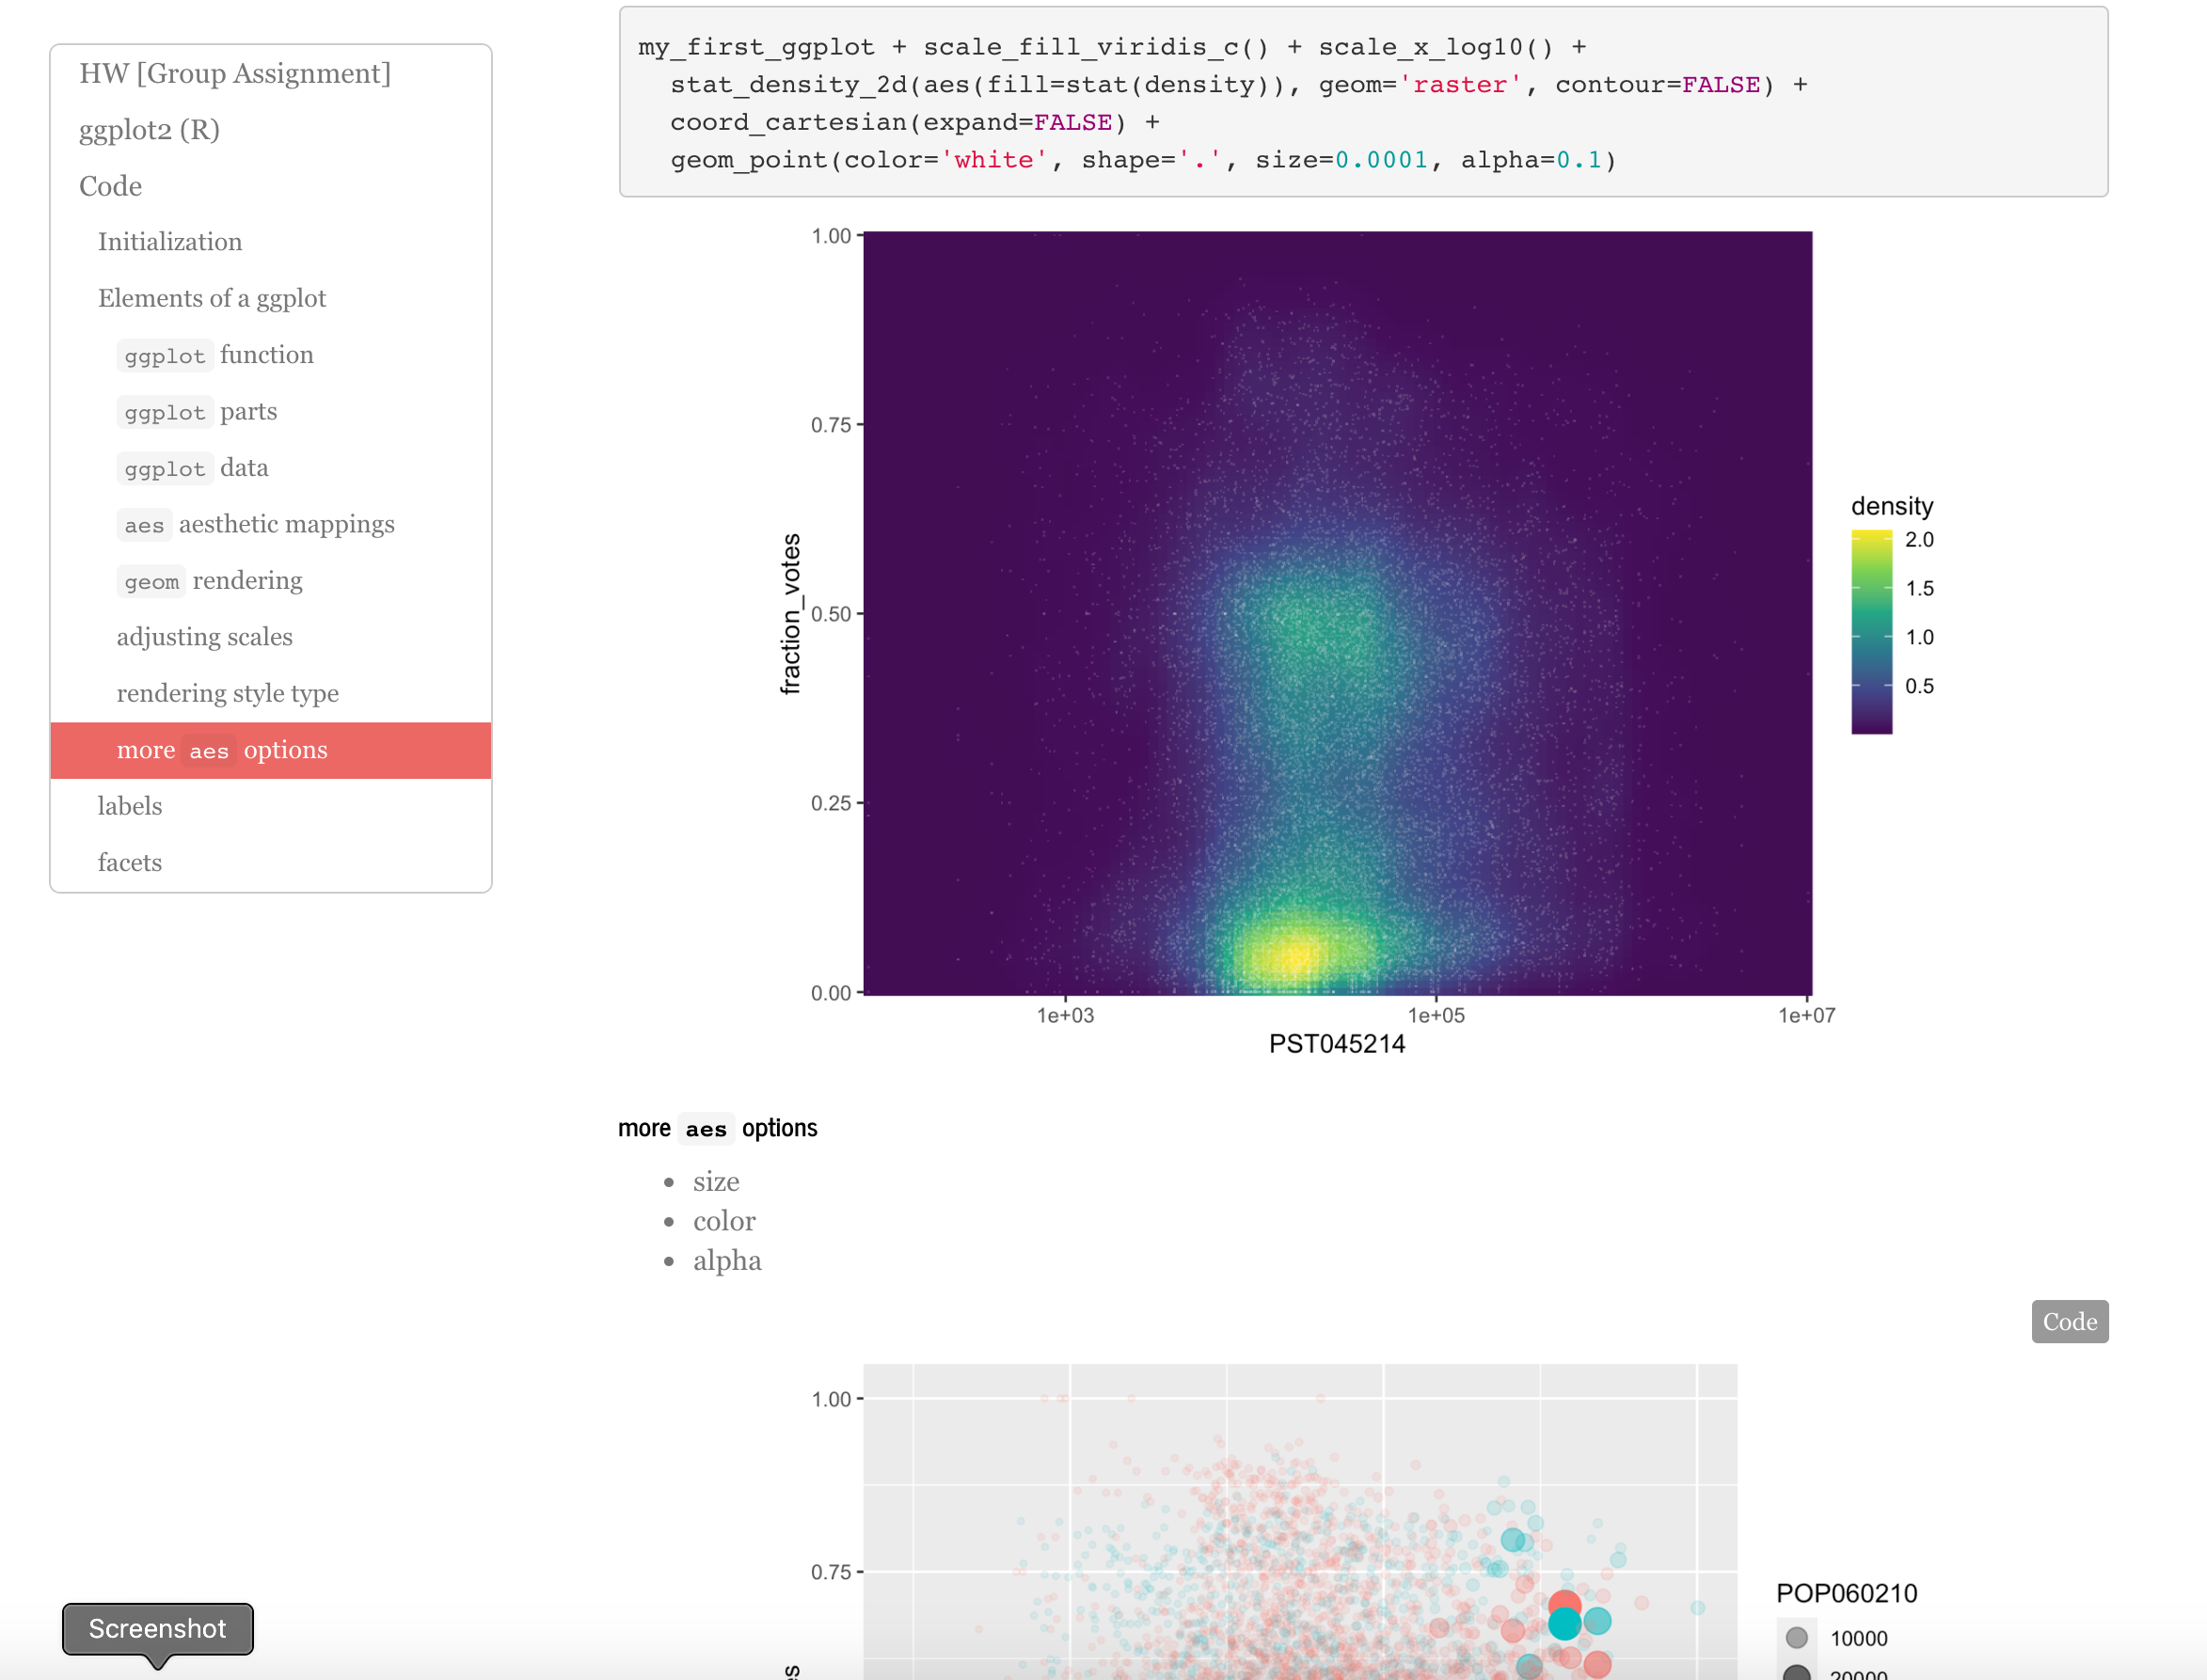 HW [Group Assignment]
ggplot2 (R)
Code
Initialization
Elements of a ggplot
ggplot function
ggplot parts
ggplot data
aes aesthetic mappings
geom rendering
adjusting scales
rendering style type
more aes options
labels
facets
my_first_ggplot + scale_fill_viridis_c() + scale_x_log10() +
  stat_density_2d(aes(fill=stat(density)), geom='raster', contour=FALSE) +
  coord_cartesian(expand=FALSE) +
  geom_point(color='white', shape='.', size=0.0001, alpha=0.1)
1.00
0.75
0.50
0.25
0.00
fraction_votes
1e+03 1e+05 1e+07
PST045214
density
2.0
1.5
1.0
0.5
more aes options
• size
• color
• alpha
Code
1.00
0.75
POP060210
10000
20000
Screenshot